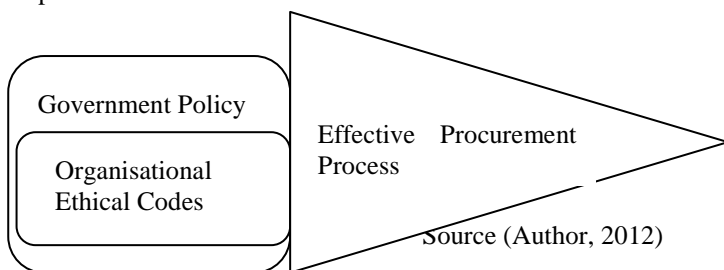 Government Policy
Effective Procurement
Process
Organisational
Ethical Codes
Source (Author, 2012)